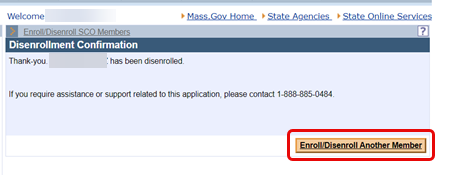 Welcome
Mass.Gov Home State Agencies State Online Services
Enroll/Disenroll SCO Members ?
Disenrollment Confirmation
Thank-you. has been disenrolled.
If you require assistance or support related to this application, please contact 1-888-885-0484.
Enroll/Disenroll Another Member